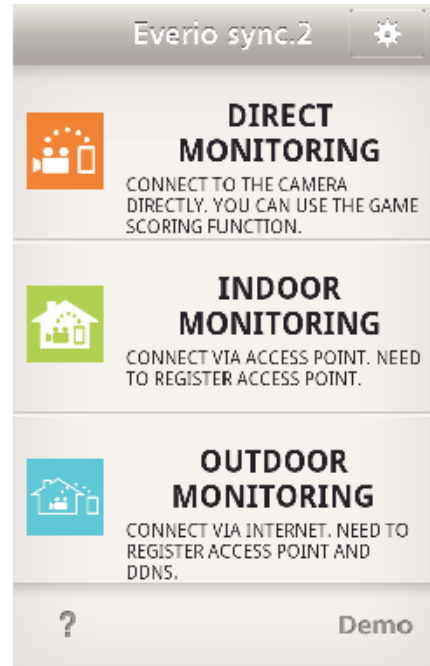 Everio sync.2
DIRECT
MONITORING
CONNECT TO THE CAMERA
DIRECTLY. YOU CAN USE THE GAME
SCORING FUNCTION.
INDOOR
MONITORING
CONNECT VIA ACCESS POINT. NEED
TO REGISTER ACCESS POINT.
OUTDOOR
MONITORING
CONNECT VIA INTERNET. NEED TO
REGISTER ACCESS POINT AND
DDNS.
? Demo